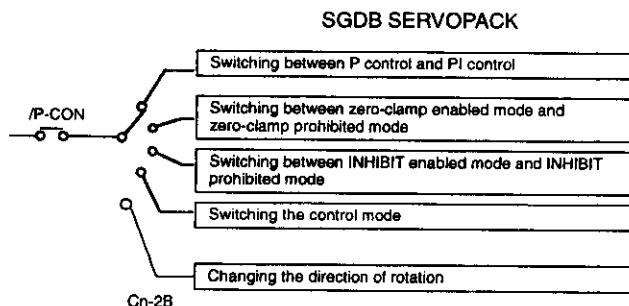 SGDB SERVOPACK
Switching between P control and PI control
/P-CON
Switching between zero-clamp enabled mode and
zero-clamp prohibited mode
Switching between INHIBIT enabled mode and INHIBIT
prohibited mode
Switching the control mode
Changing the direction of rotation
Cn-2B